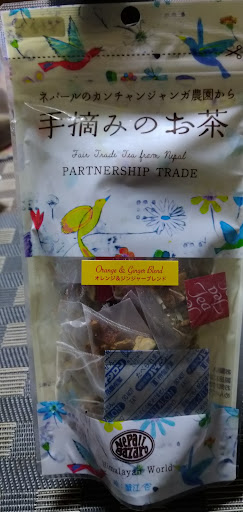 ネパールのカンチャンジャンガ農園から
手摘みのお茶
Fair Trade Tea from Nepal
PARTNERSHIP TRADE
Orange & Ginger Blend
オレンジ&ジンジャーブレンド
Nepali
Bazaro
Himalayan World